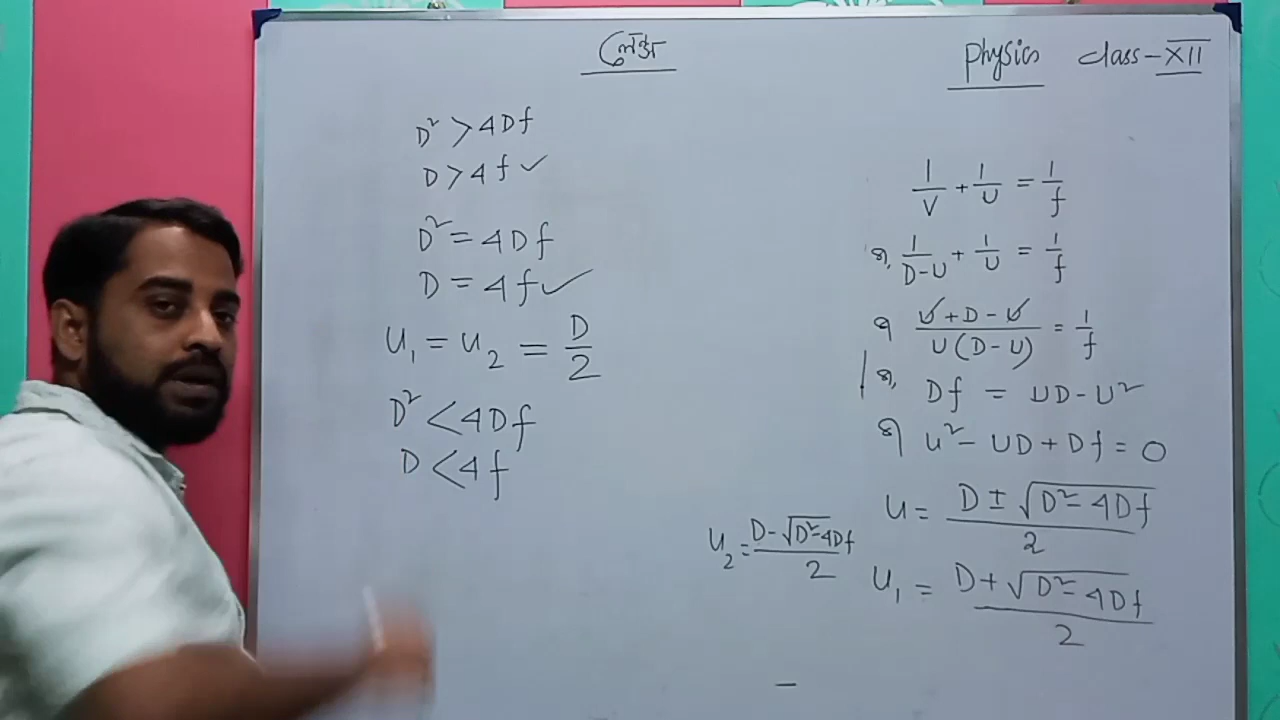 লেন্স
Physics Class-XII
D² > 4Df
D > 4f ✓
D² = 4Df
D = 4f ✓
U₁ = U₂ = D/2
D² < 4Df
D < 4f
1/V + 1/U = 1/f
বা, 1/(D-U) + 1/U = 1/f
বা (U+D-U)/(U(D-U)) = 1/f
বা, Df = UD-U²
বা U²-UD+Df = 0
U = (D±√(D²-4Df))/2
U₂ = (D-√(D²-4Df))/2
U₁ = (D+√(D²-4Df))/2